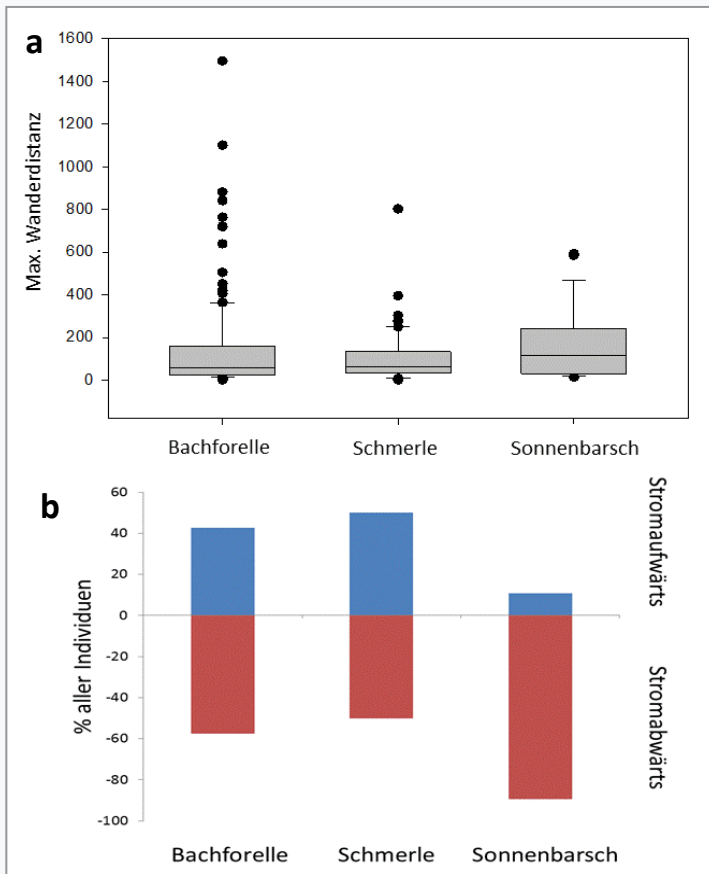 a
Max. Wanderdistanz
1600
1400
1200
1000
800
600
400
200
0
Bachforelle Schmerle Sonnenbarsch
b
% aller Individuen
60
40
20
0
-20
-40
-60
-80
-100
Stromaufwärts
Stromabwärts
Bachforelle Schmerle Sonnenbarsch